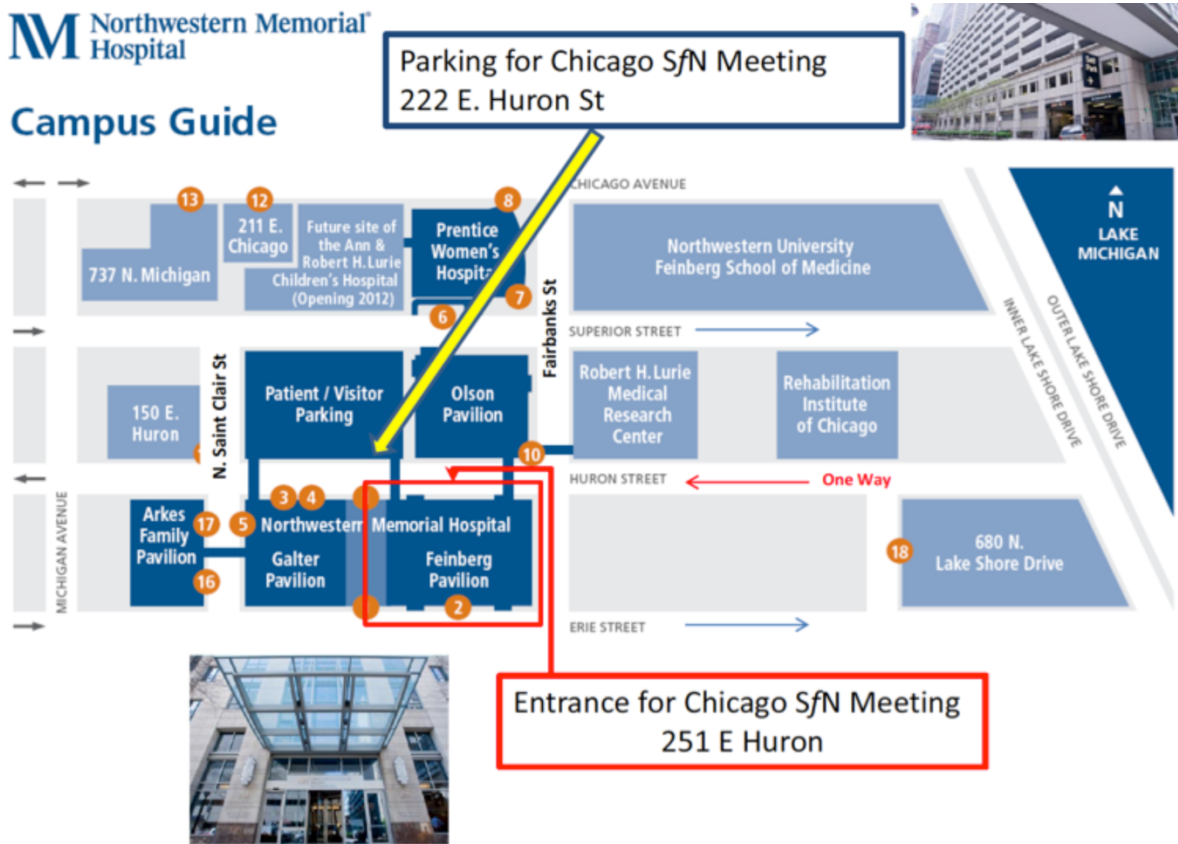 Northwestern Memorial®
Hospital
Campus Guide
Parking for Chicago SfN Meeting
222 E. Huron St
CHICAGO AVENUE
N
LAKE
MICHIGAN
13
12
8
737 N. Michigan
211 E.
Chicago
Future site of
the Ann &
Robert H. Lurie
Children's Hospital
(Opening 2012)
Prentice
Women's
Hospital
7
6
Northwestern University
Feinberg School of Medicine
Fairbanks St
SUPERIOR STREET
INNER LAKE SHORE DRIVE
OUTER LAKE SHORE DRIVE
N. Saint Clair St
150 E.
Huron
Patient / Visitor
Parking
Olson
Pavilion
10
Robert H. Lurie
Medical
Research
Center
Rehabilitation
Institute
of Chicago
HURON STREET
One Way
MICHIGAN AVENUE
Arkes
Family
Pavilion
17
16
5
3
4
Northwestern Memorial Hospital
Galter
Pavilion
Feinberg
Pavilion
2
18
680 N.
Lake Shore Drive
ERIE STREET
Entrance for Chicago SfN Meeting
251 E Huron